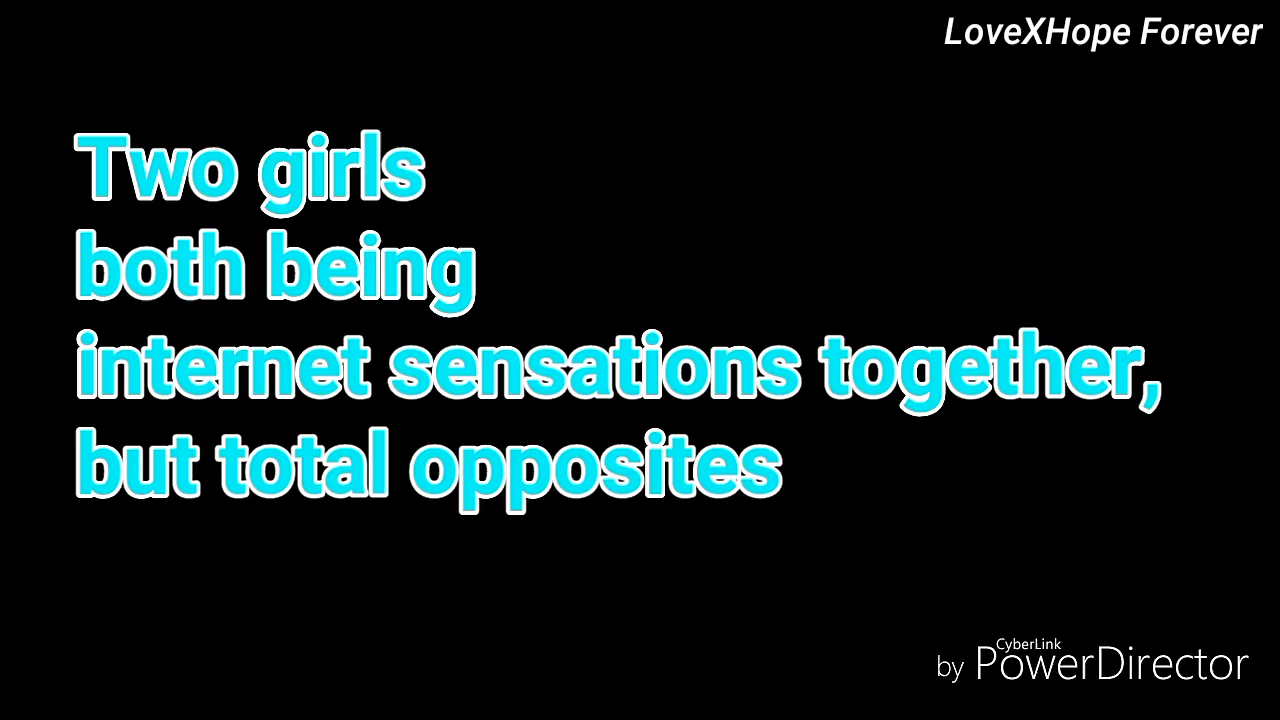 LoveXHope Forever
Two girls
both being
internet sensations together,
but total opposites
CyberLink
by PowerDirector